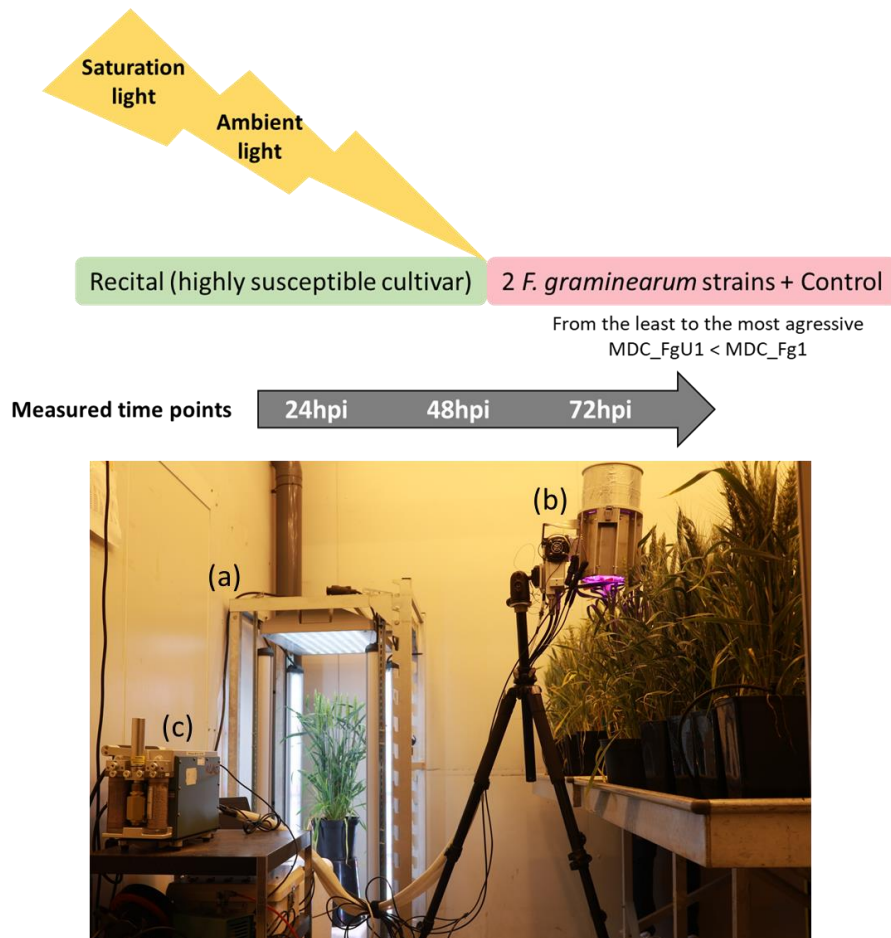 Saturation
light
Ambient
light
Recital (highly susceptible cultivar)
2 F. graminearum strains + Control
From the least to the most agressive
MDC_FgU1 < MDC_Fg1
Measured time points
24hpi
48hpi
72hpi
(a)
(b)
(c)